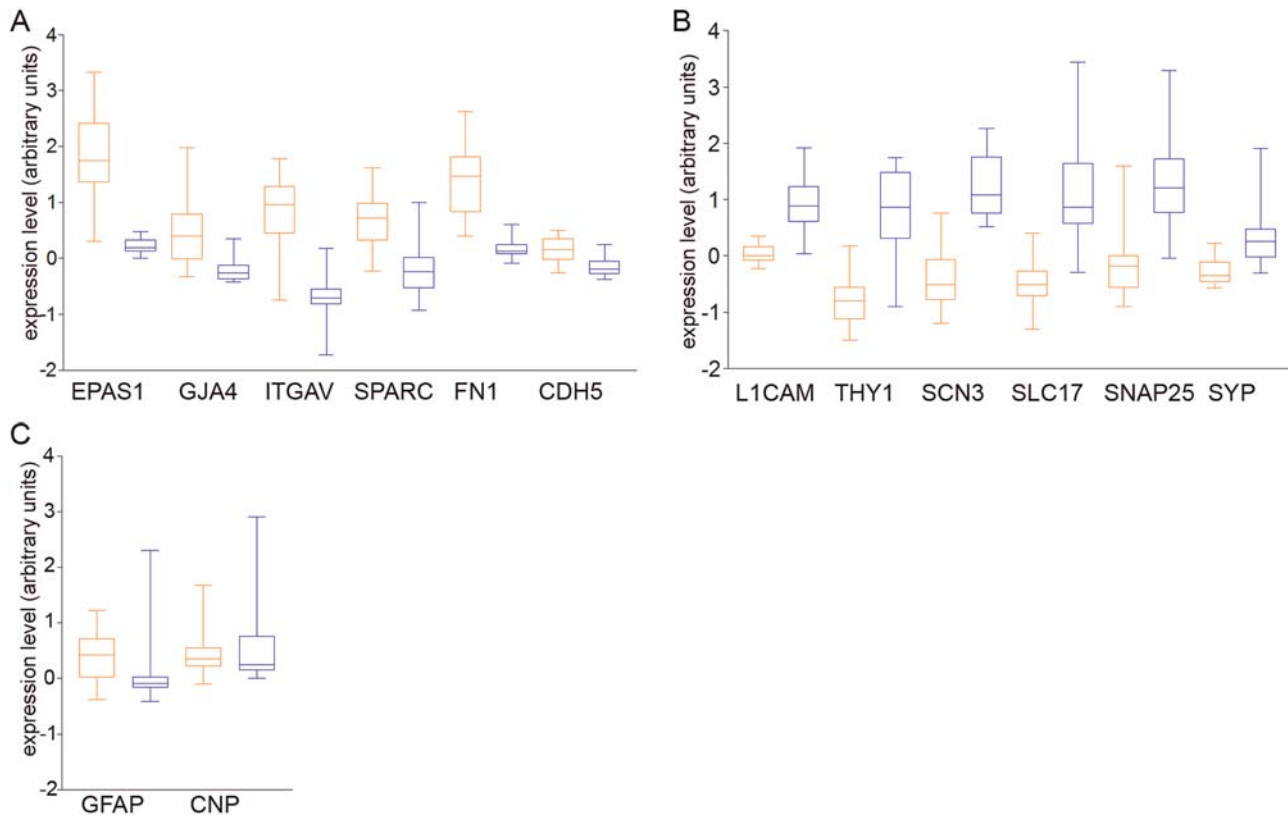 A
expression level (arbitrary units)
4
3
2
1
0
-1
-2
EPAS1 GJA4 ITGAV SPARC FN1 CDH5
B
expression level (arbitrary units)
4
3
2
1
0
-1
-2
L1CAM THY1 SCN3 SLC17 SNAP25 SYP
C
expression level (arbitrary units)
4
3
2
1
0
-1
-2
GFAP CNP